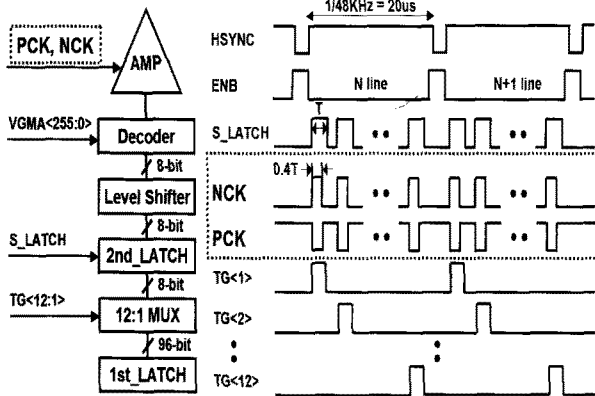 PCK, NCK
AMP
VGMA<255:0>
Decoder
8-bit
Level Shifter
8-bit
S_LATCH
2nd_LATCH
8-bit
TG<12:1>
12:1 MUX
96-bit
1st_LATCH
1/48KHz = 20us
HSYNC
ENB
N line
N+1 line
T
S_LATCH
0.4T
NCK
PCK
TG<1>
TG<2>
TG<12>